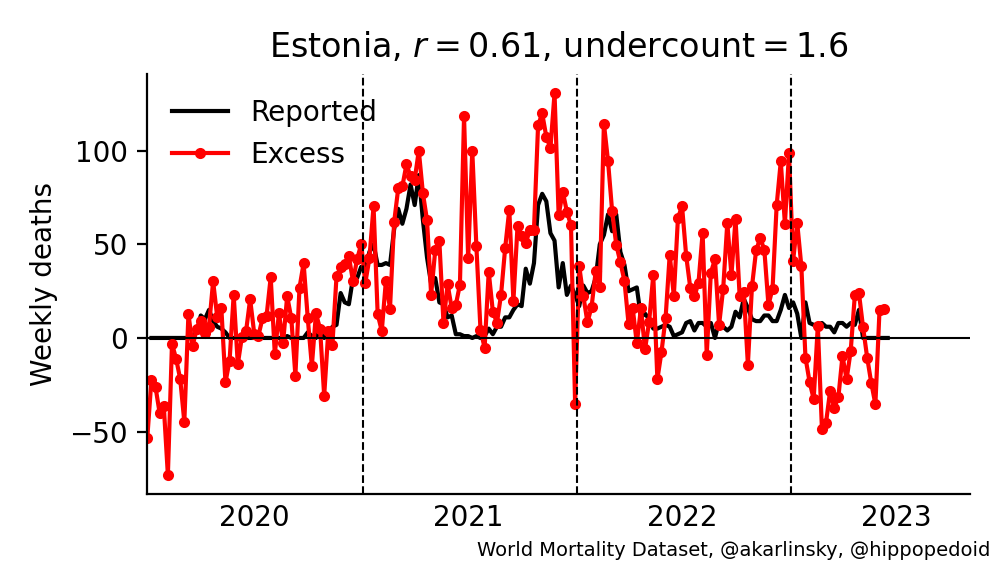 Estonia, r = 0.61, undercount = 1.6
Reported
Excess
Weekly deaths
100
50
0
−50
2020 2021 2022 2023
World Mortality Dataset, @akarlinsky, @hippopedoid